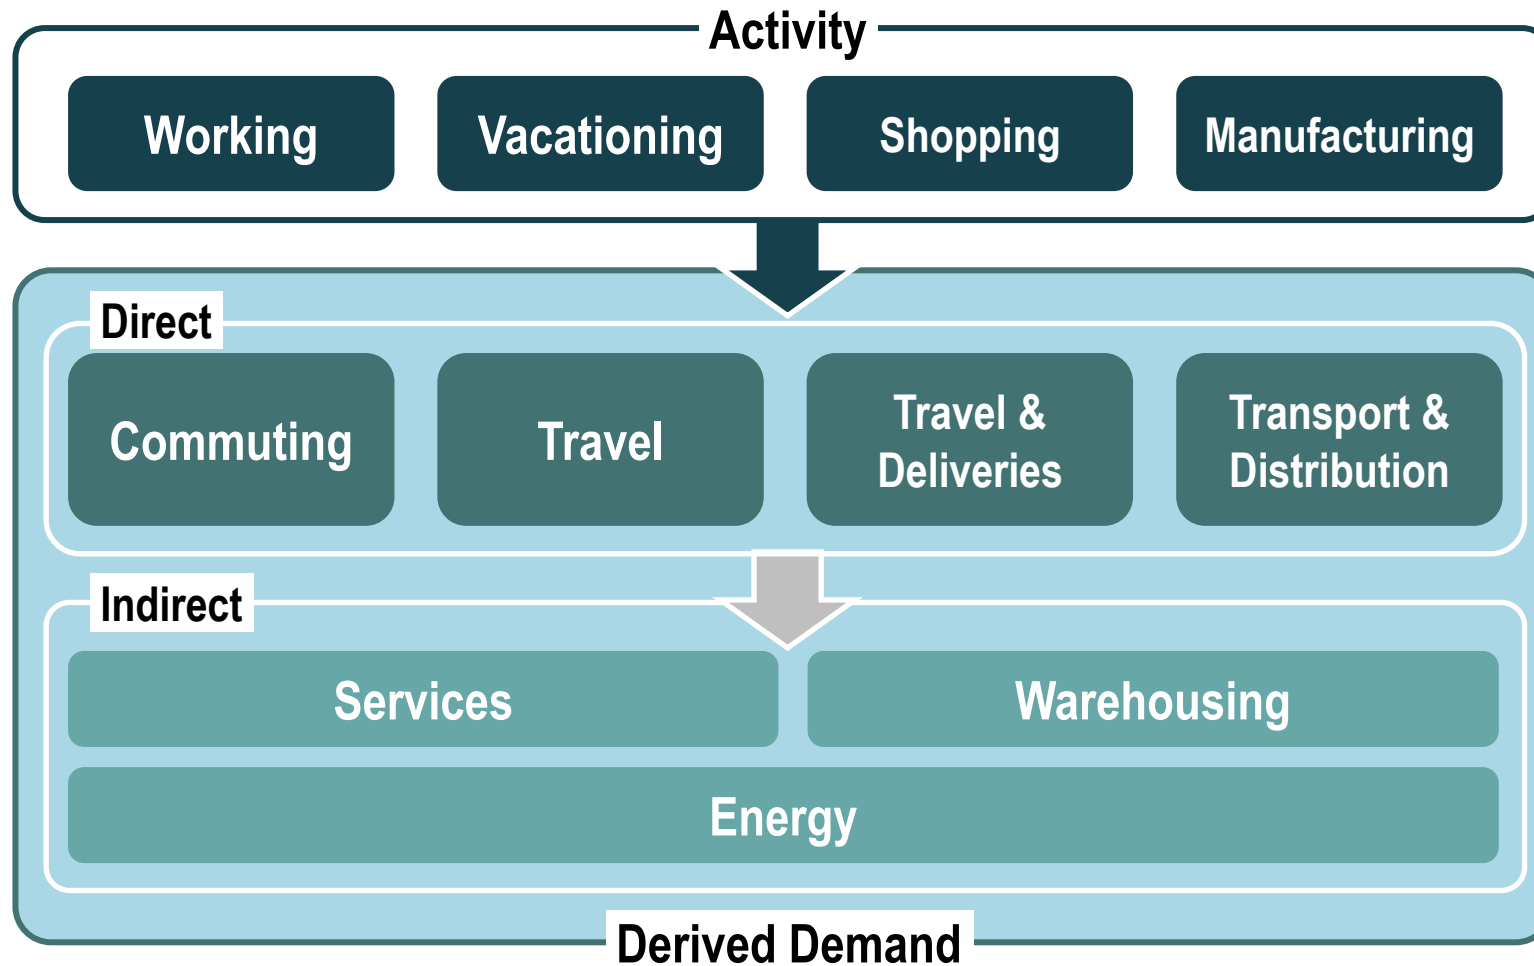 Activity
Working
Vacationing
Shopping
Manufacturing
Direct
Commuting
Travel
Travel &
Deliveries
Transport &
Distribution
Indirect
Services
Warehousing
Energy
Derived Demand